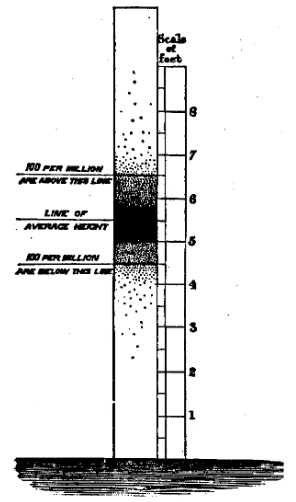 Scale
of
feet
8
7
100 PER MILLION
ARE ABOVE THIS LINE
6
LINE OF
AVERAGE HEIGHT
5
100 PER MILLION
ARE BELOW THIS LINE
4
3
2
1